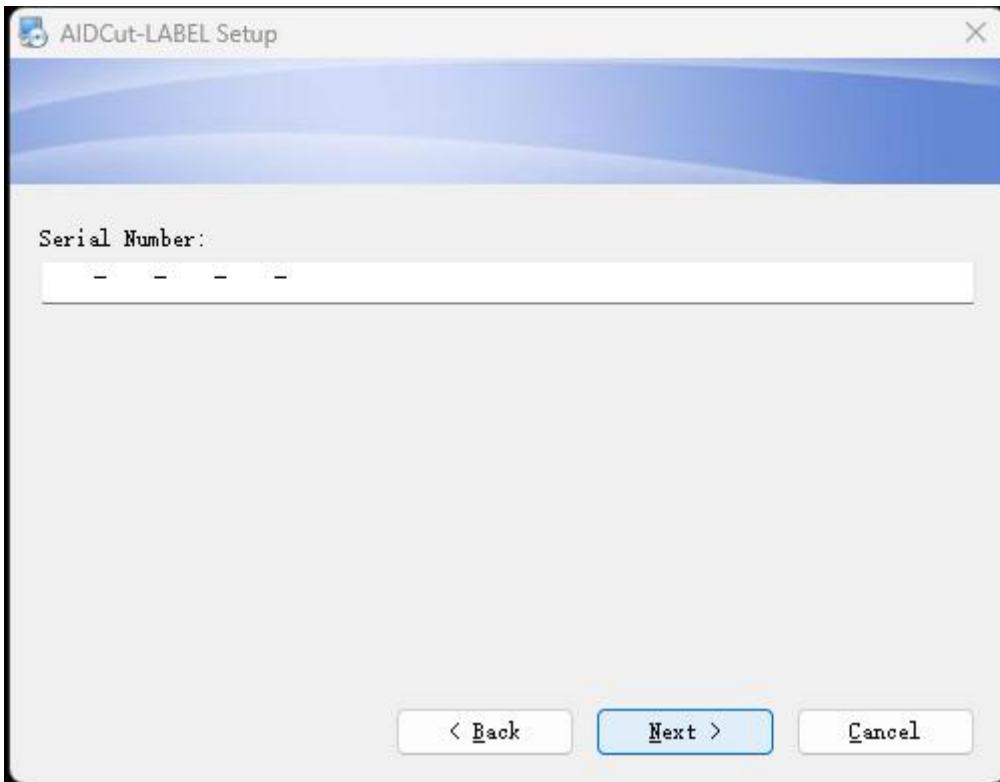 AIDCut-LABEL Setup
Serial Number:
- - - -
< Back
Next >
Cancel